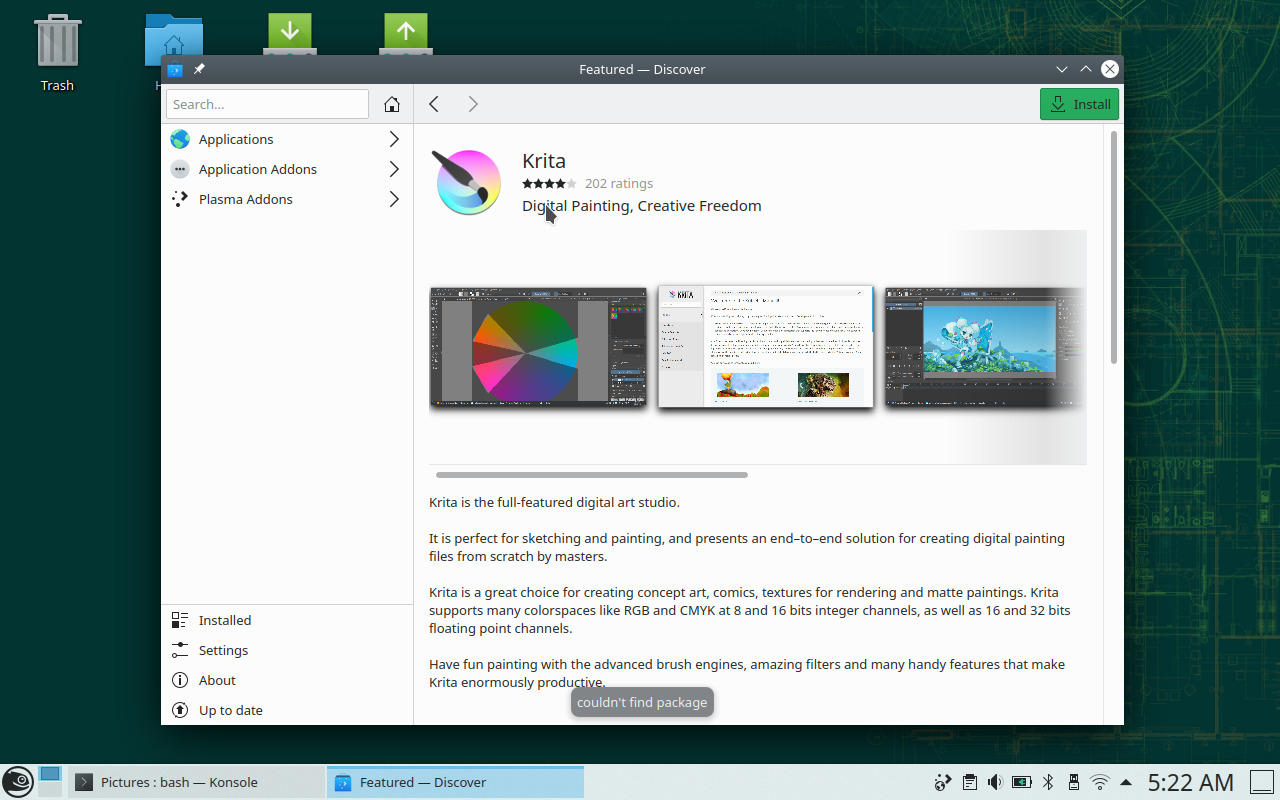 Trash
Featured — Discover
Search...
Install
Applications
Application Addons
Plasma Addons
Krita
202 ratings
Digital Painting, Creative Freedom
KRITA
Krita is the full-featured digital art studio.
It is perfect for sketching and painting, and presents an end–to–end solution for creating digital painting
files from scratch by masters.
Krita is a great choice for creating concept art, comics, textures for rendering and matte paintings. Krita
supports many colorspaces like RGB and CMYK at 8 and 16 bits integer channels, as well as 16 and 32 bits
floating point channels.
Have fun painting with the advanced brush engines, amazing filters and many handy features that make
Krita enormously productive.
couldn't find package
Installed
Settings
About
Up to date
Pictures : bash — Konsole
Featured — Discover
5:22 AM